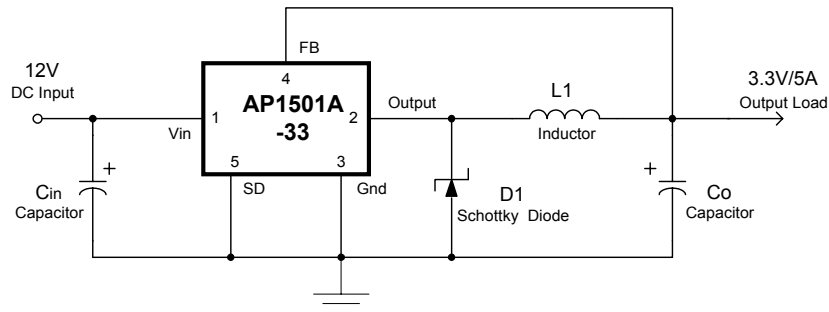 FB
4
12V
DC Input
AP1501A
-33
1
2
Vin
Output
L1
Inductor
3.3V/5A
Output Load
5
3
SD
Gnd
+
Cin
Capacitor
D1
Schottky Diode
+
Co
Capacitor